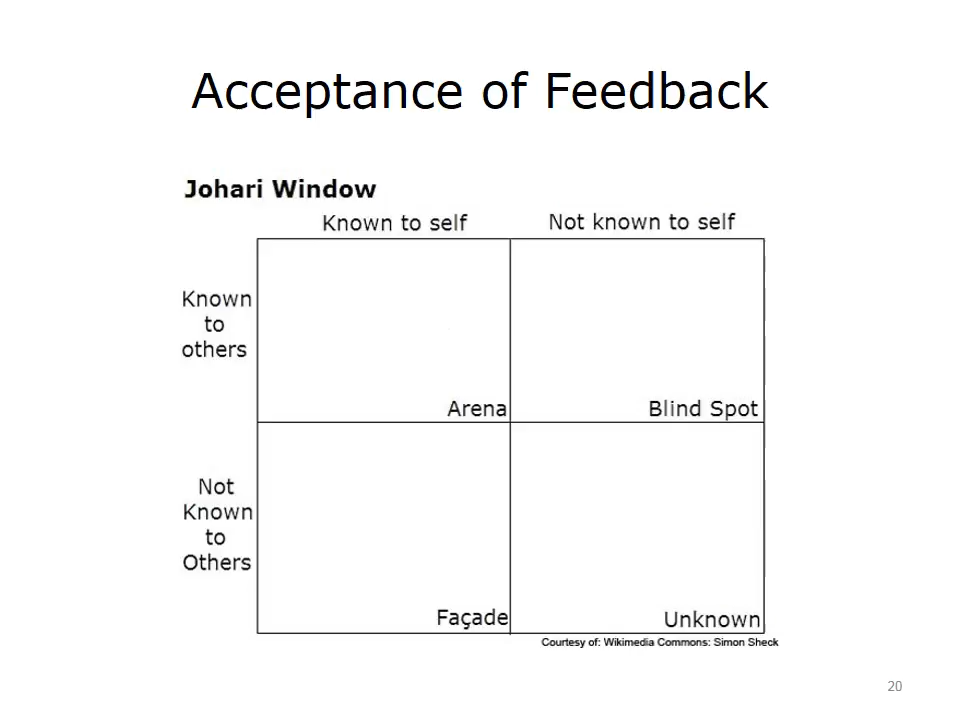 Acceptance of Feedback
Johari Window
Known to self
Not known to self
Known
to
others
Arena
Blind Spot
Not
Known
to
Others
Façade
Unknown
Courtesy of: Wikimedia Commons: Simon Sheck
20